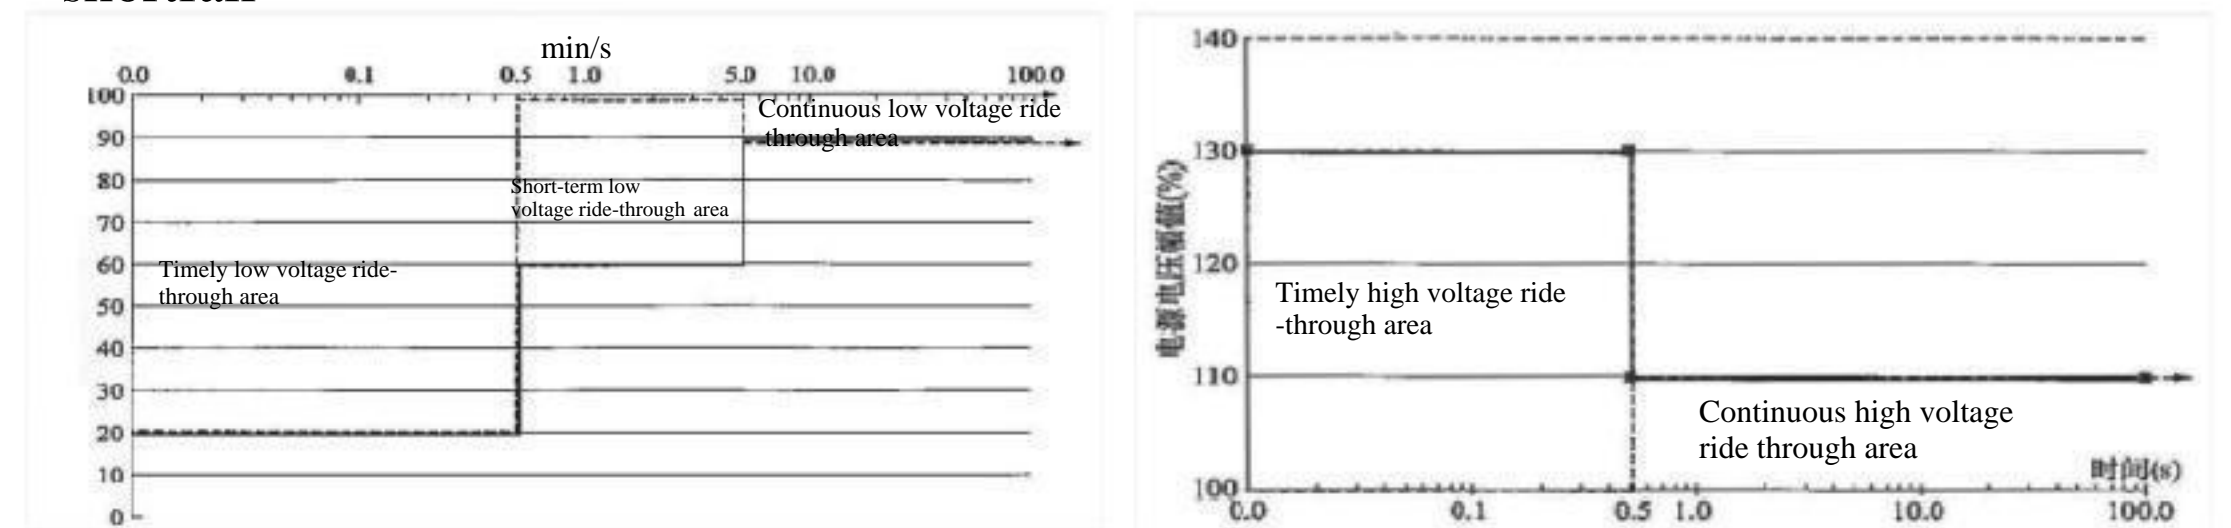 min/s
0.0 0.1 0.5 1.0 5.0 10.0 100.0
100
Continuous low voltage ride
through area
90
80
Short-term low
voltage ride-through area
70
60
Timely low voltage ride-
through area
50
40
30
20
10
0
140
130
120
110
100
电源电压幅值(%)
Timely high voltage ride
-through area
Continuous high voltage
ride through area
时间(s)
0.0 0.1 0.5 1.0 10.0 100.0